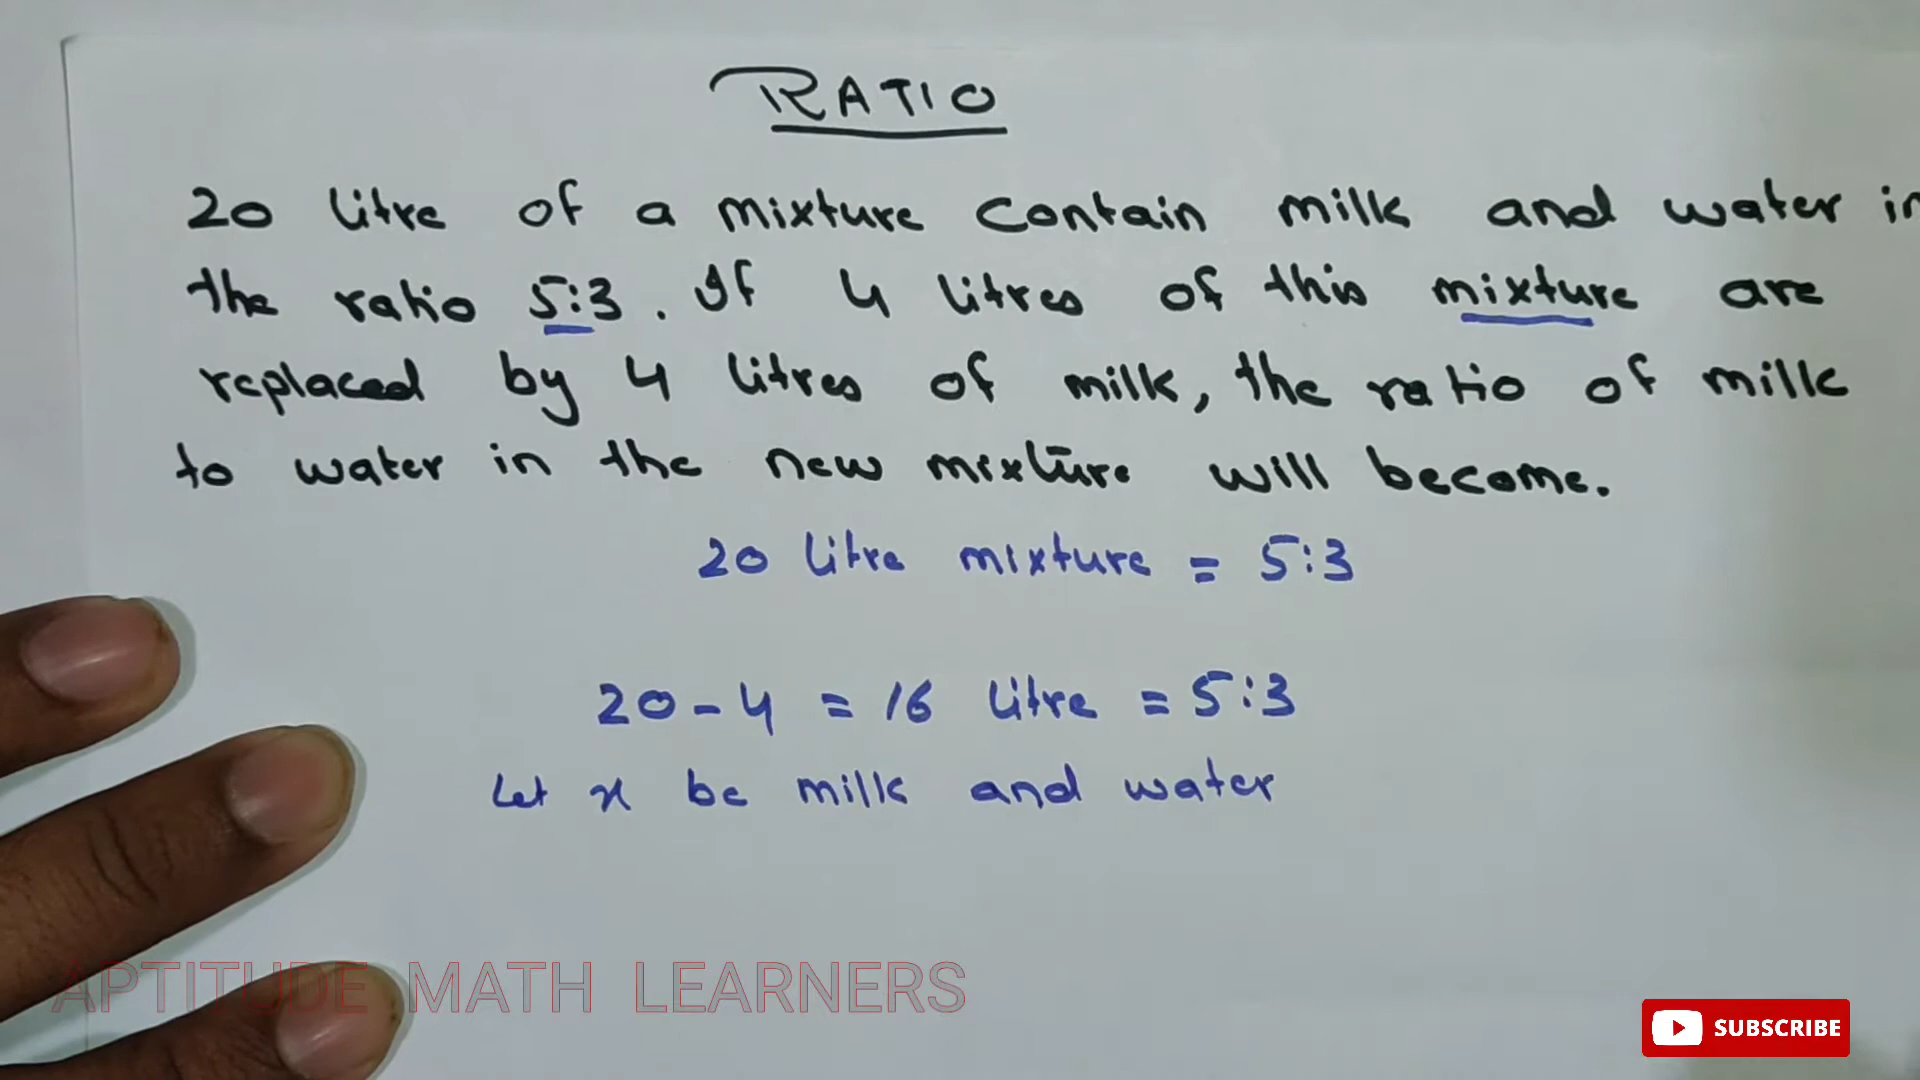 RATIO
20 litre of a mixture contain milk and water in
the ratio 5:3. If 4 litres of this mixture are
replaced by 4 litres of milk, the ratio of milk
to water in the new mixture will become.
20 litre mixture = 5:3
20-4 = 16 litre = 5:3
Let x be milk and water
APTITUDE MATH LEARNERS
SUBSCRIBE